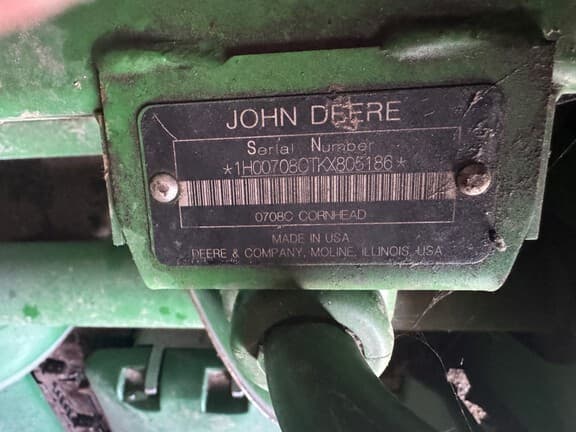 JOHN DEERE
Serial Number
*1H00708CTKX805186*
0708C CORNHEAD
MADE IN USA
DEERE & COMPANY, MOLINE, ILLINOIS, USA